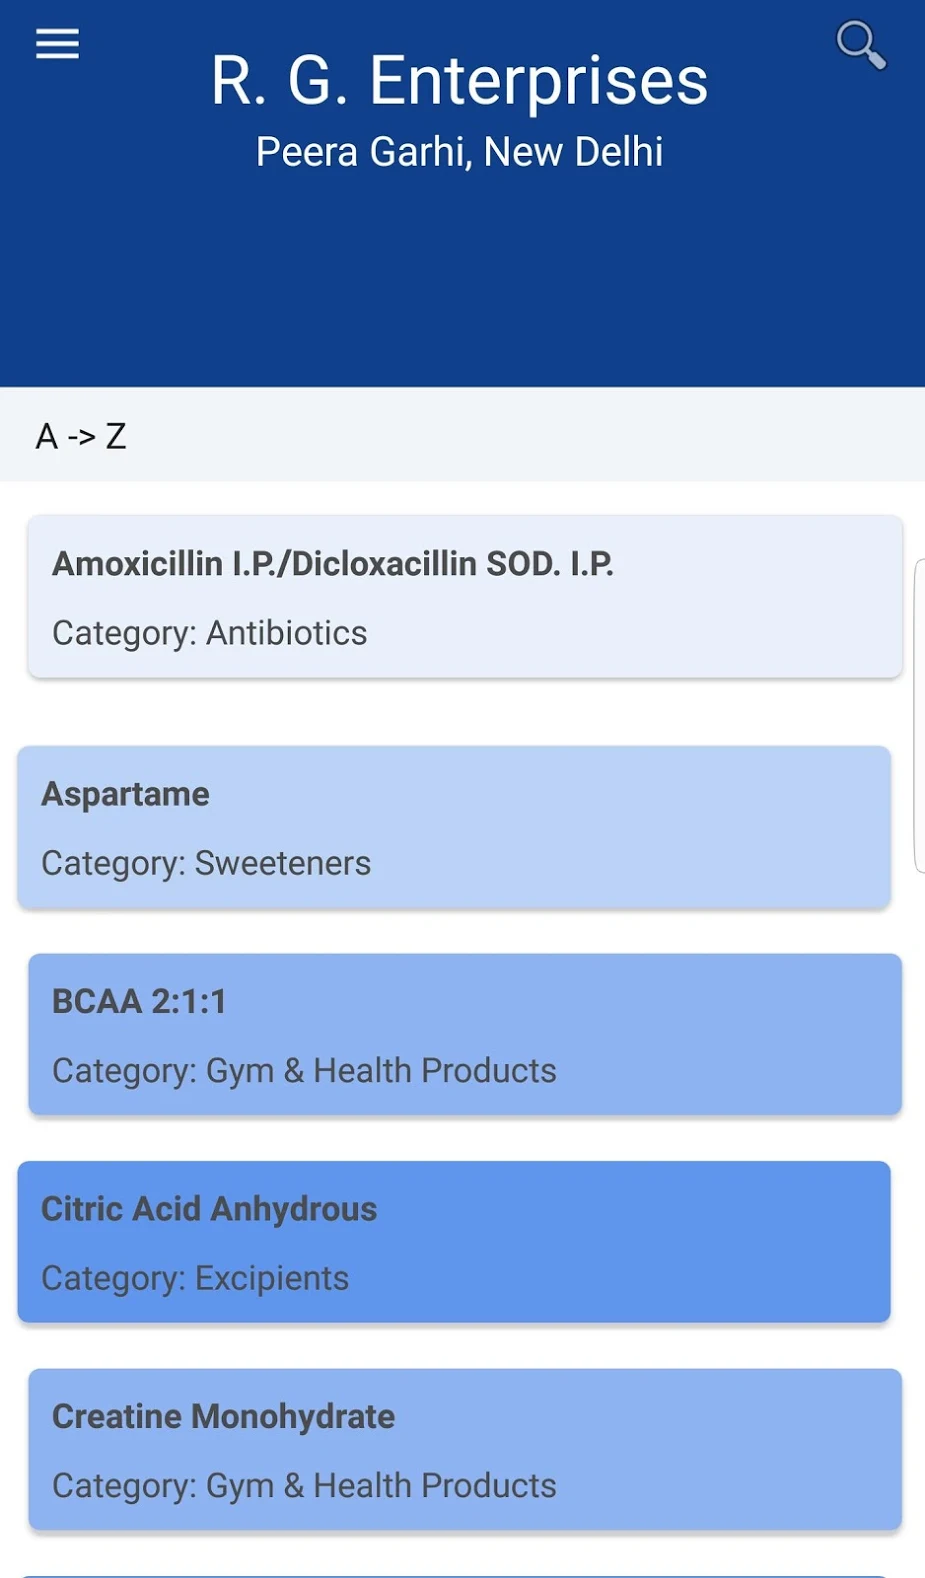 R. G. Enterprises
Peera Garhi, New Delhi
A -> Z
Amoxicillin I.P./Dicloxacillin SOD. I.P.
Category: Antibiotics
Aspartame
Category: Sweeteners
BCAA 2:1:1
Category: Gym & Health Products
Citric Acid Anhydrous
Category: Excipients
Creatine Monohydrate
Category: Gym & Health Products